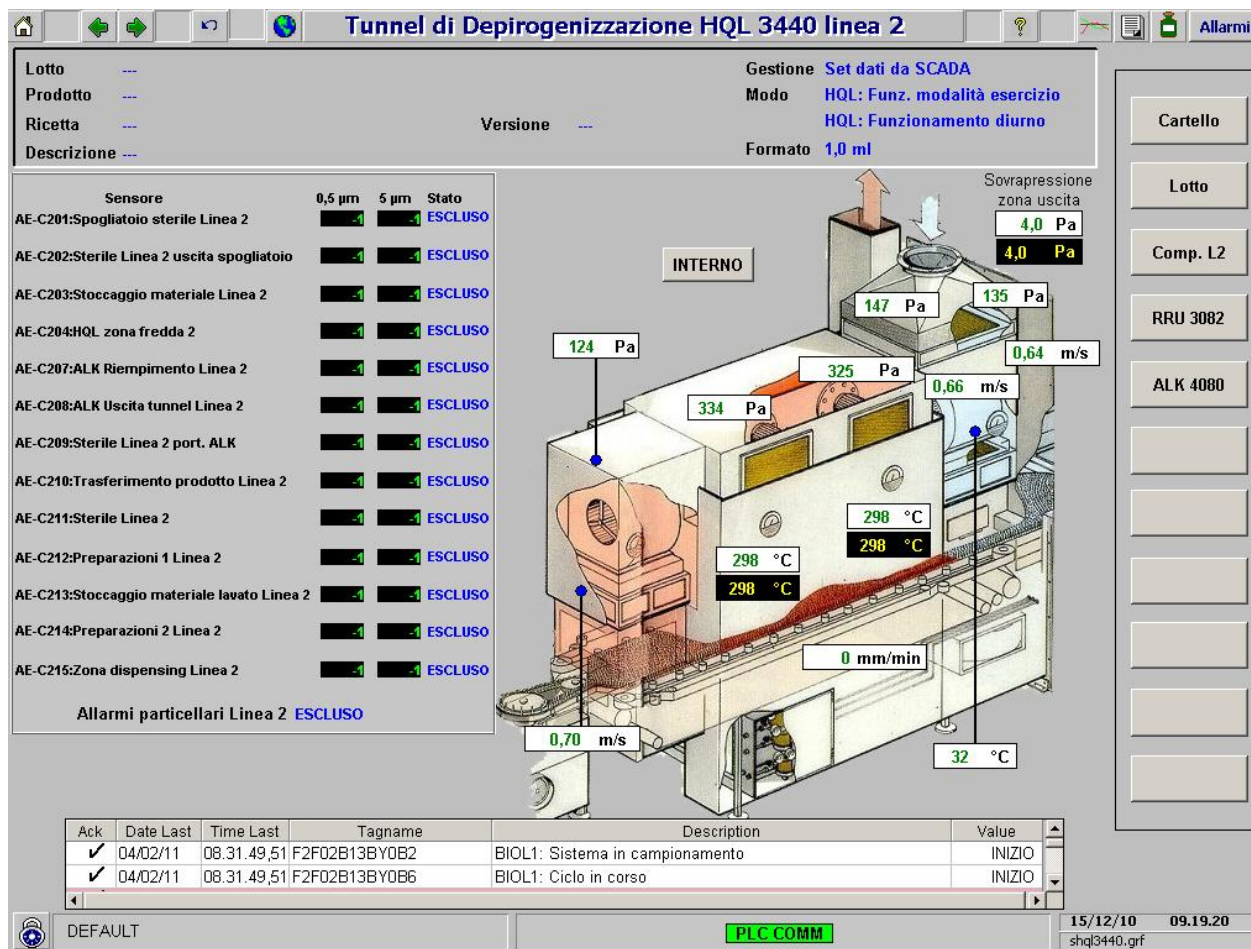 Tunnel di Depirogenizzazione HQL 3440 linea 2
?
Allarmi
Lotto ---
Prodotto ---
Ricetta ---
Versione ---
Descrizione ---
Gestione Set dati da SCADA
Modo HQL: Funz. modalità esercizio
HQL: Funzionamento diurno
Formato 1,0 ml
Sensore 0,5 µm 5 µm Stato
AE-C201:Spogliatoio sterile Linea 2 -1 -1 ESCLUSO
AE-C202:Sterile Linea 2 uscita spogliatoio -1 -1 ESCLUSO
AE-C203:Stoccaggio materiale Linea 2 -1 -1 ESCLUSO
AE-C204:HQL zona fredda 2 -1 -1 ESCLUSO
AE-C207:ALK Riempimento Linea 2 -1 -1 ESCLUSO
AE-C208:ALK Uscita tunnel Linea 2 -1 -1 ESCLUSO
AE-C209:Sterile Linea 2 port. ALK -1 -1 ESCLUSO
AE-C210:Trasferimento prodotto Linea 2 -1 -1 ESCLUSO
AE-C211:Sterile Linea 2 -1 -1 ESCLUSO
AE-C212:Preparazioni 1 Linea 2 -1 -1 ESCLUSO
AE-C213:Stoccaggio materiale lavato Linea 2 -1 -1 ESCLUSO
AE-C214:Preparazioni 2 Linea 2 -1 -1 ESCLUSO
AE-C215:Zona dispensing Linea 2 -1 -1 ESCLUSO
Allarmi particellari Linea 2 ESCLUSO
Sovrapressione
zona uscita
4,0 Pa
4,0 Pa
INTERNO
147 Pa
135 Pa
124 Pa
0,64 m/s
325 Pa
0,66 m/s
334 Pa
298 °C
298 °C
298 °C
298 °C
0 mm/min
0,70 m/s
32 °C
Cartello
Lotto
Comp. L2
RRU 3082
ALK 4080
Ack Date Last Time Last Tagname Description Value
04/02/11 08.31.49,51 F2F02B13BY0B2 BIOL1: Sistema in campionamento INIZIO
04/02/11 08.31.49,51 F2F02B13BY0B6 BIOL1: Ciclo in corso INIZIO
DEFAULT
PLC COMM
15/12/10 09.19.20
shql3440.grf